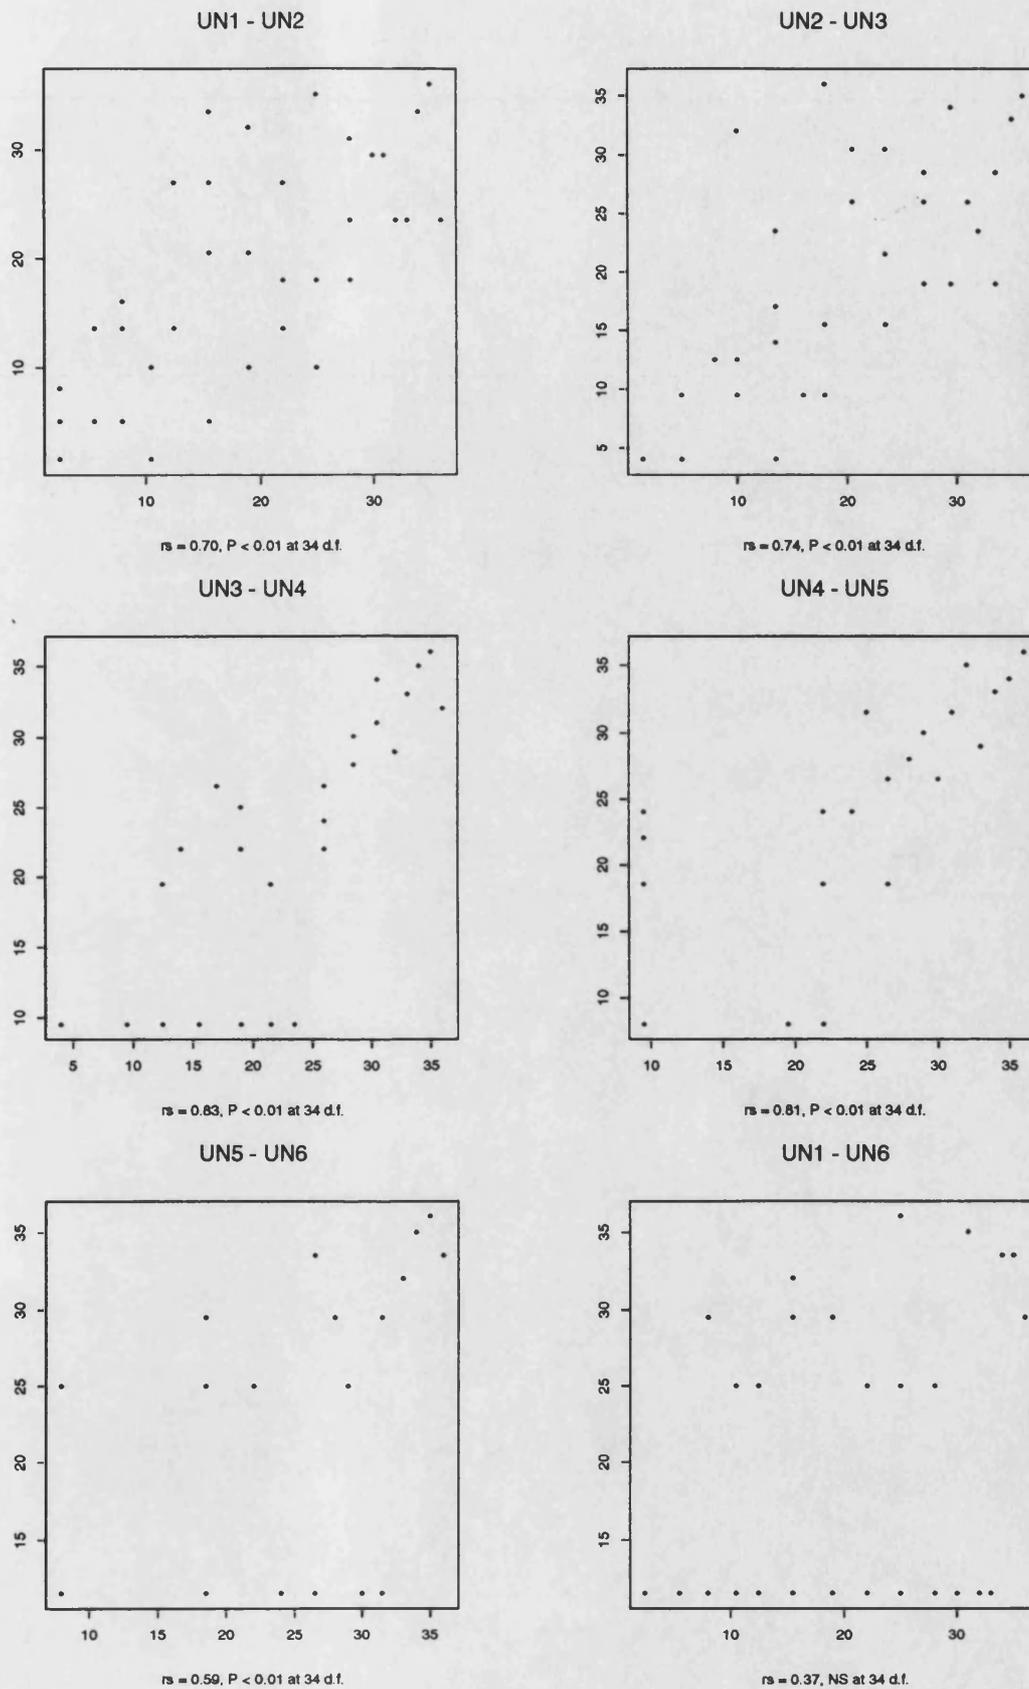 UN1 - UN2
UN2 - UN3
30
20
10
10 20 30
35
30
25
20
15
10
5
10 20 30
rs = 0.70, P < 0.01 at 34 d.f.
rs = 0.74, P < 0.01 at 34 d.f.
UN3 - UN4
UN4 - UN5
35
30
25
20
15
10
5 10 15 20 25 30 35
35
30
25
20
15
10
10 15 20 25 30 35
rs = 0.83, P < 0.01 at 34 d.f.
rs = 0.81, P < 0.01 at 34 d.f.
UN5 - UN6
UN1 - UN6
35
30
25
20
15
10 15 20 25 30 35
35
30
25
20
15
10 20 30
rs = 0.59, P < 0.01 at 34 d.f.
rs = 0.37, NS at 34 d.f.